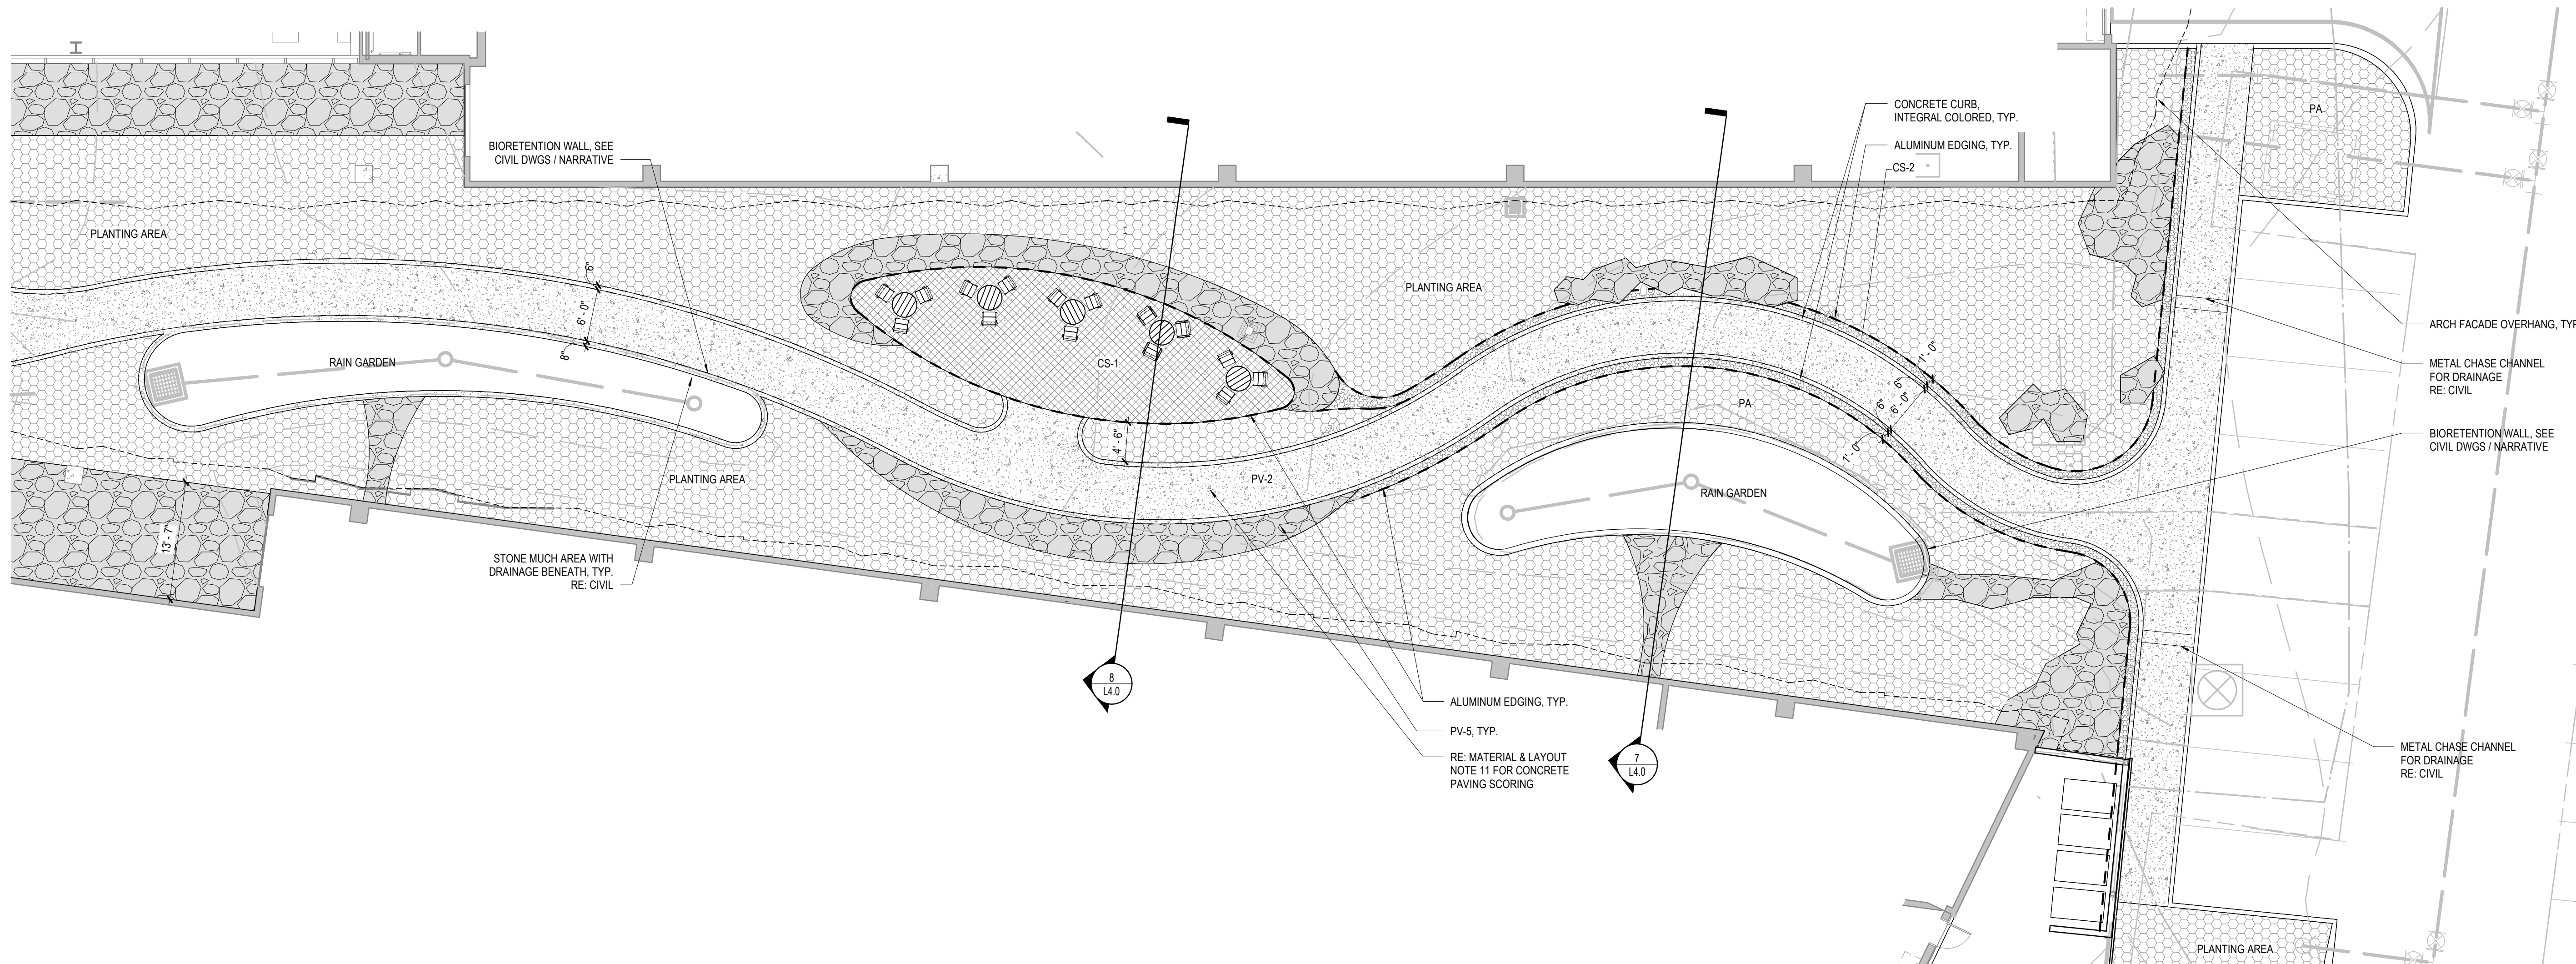 CONCRETE CURB,
INTEGRAL COLORED, TYP.
ALUMINUM EDGING, TYP.
CS-2
PA
BIORETENTION WALL, SEE
CIVIL DWGS / NARRATIVE
PLANTING AREA
PLANTING AREA
6"
6' - 0"
8"
RAIN GARDEN
CS-1
4' - 6"
PV-2
PLANTING AREA
1' - 0"
6"
6' - 0"
6"
1' - 0"
PA
RAIN GARDEN
ARCH FACADE OVERHANG, TYP
METAL CHASE CHANNEL
FOR DRAINAGE
RE: CIVIL
BIORETENTION WALL, SEE
CIVIL DWGS / NARRATIVE
13' - 7"
STONE MUCH AREA WITH
DRAINAGE BENEATH, TYP.
RE: CIVIL
8
L4.0
ALUMINUM EDGING, TYP.
PV-5, TYP.
RE: MATERIAL & LAYOUT
NOTE 11 FOR CONCRETE
PAVING SCORING
7
L4.0
METAL CHASE CHANNEL
FOR DRAINAGE
RE: CIVIL
PLANTING AREA